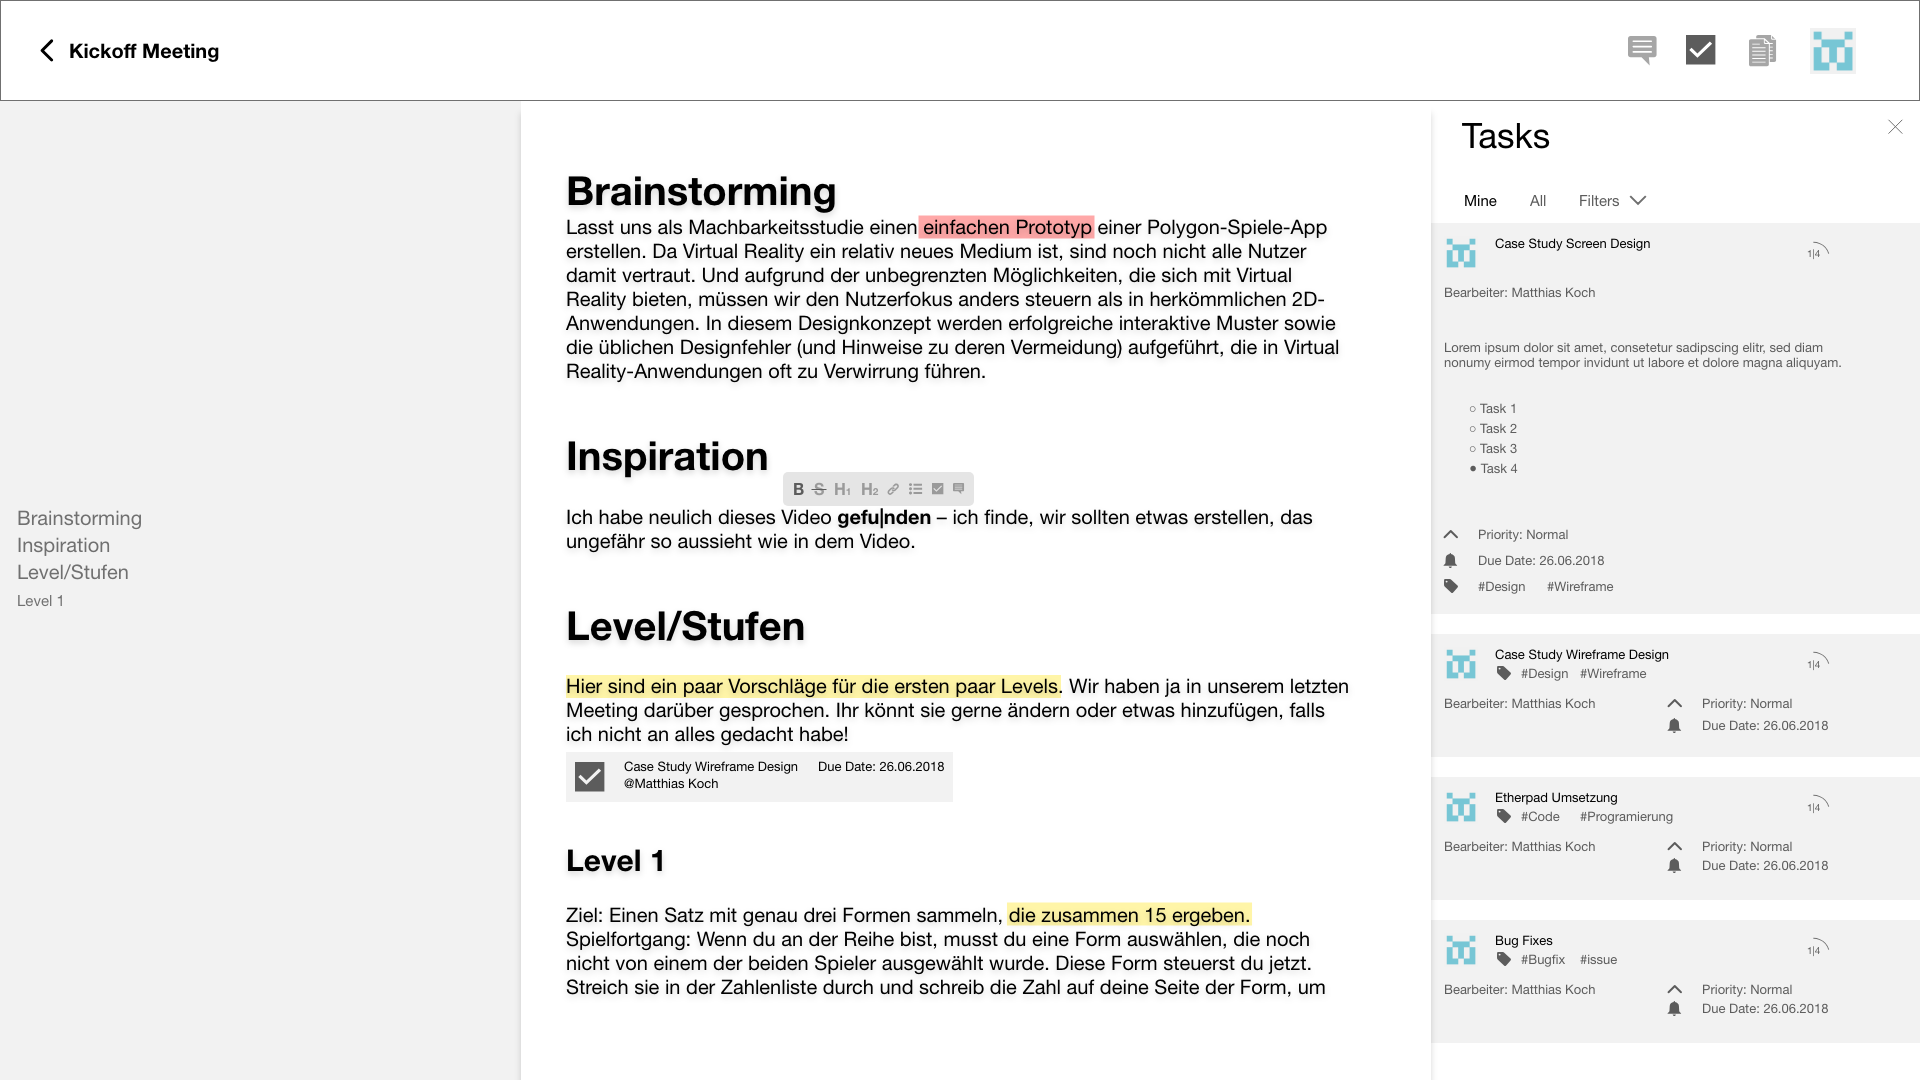 Kickoff Meeting
Brainstorming
Inspiration
Level/Stufen
Level 1
Brainstorming
Lasst uns als Machbarkeitsstudie einen einfachen Prototyp einer Polygon-Spiele-App
erstellen. Da Virtual Reality ein relativ neues Medium ist, sind noch nicht alle Nutzer
damit vertraut. Und aufgrund der unbegrenzten Möglichkeiten, die sich mit Virtual
Reality bieten, müssen wir den Nutzerfokus anders steuern als in herkömmlichen 2D-
Anwendungen. In diesem Designkonzept werden erfolgreiche interaktive Muster sowie
die üblichen Designfehler (und Hinweise zu deren Vermeidung) aufgeführt, die in Virtual
Reality-Anwendungen oft zu Verwirrung führen.
Inspiration
B S H1 H2
Ich habe neulich dieses Video gefunden – ich finde, wir sollten etwas erstellen, das
ungefähr so aussieht wie in dem Video.
Level/Stufen
Hier sind ein paar Vorschläge für die ersten paar Levels. Wir haben ja in unserem letzten
Meeting darüber gesprochen. Ihr könnt sie gerne ändern oder etwas hinzufügen, falls
ich nicht an alles gedacht habe!
Case Study Wireframe Design Due Date: 26.06.2018
@Matthias Koch
Level 1
Ziel: Einen Satz mit genau drei Formen sammeln, die zusammen 15 ergeben.
Spielfortgang: Wenn du an der Reihe bist, musst du eine Form auswählen, die noch
nicht von einem der beiden Spieler ausgewählt wurde. Diese Form steuerst du jetzt.
Streich sie in der Zahlenliste durch und schreib die Zahl auf deine Seite der Form, um
Tasks
Mine All Filters
Case Study Screen Design
1|4
Bearbeiter: Matthias Koch
Lorem ipsum dolor sit amet, consetetur sadipscing elitr, sed diam
nonumy eirmod tempor invidunt ut labore et dolore magna aliquyam.
Task 1
Task 2
Task 3
Task 4
Priority: Normal
Due Date: 26.06.2018
#Design #Wireframe
Case Study Wireframe Design
1|4
#Design #Wireframe
Bearbeiter: Matthias Koch Priority: Normal
Due Date: 26.06.2018
Etherpad Umsetzung
1|4
#Code #Programierung
Bearbeiter: Matthias Koch Priority: Normal
Due Date: 26.06.2018
Bug Fixes
1|4
#Bugfix #issue
Bearbeiter: Matthias Koch Priority: Normal
Due Date: 26.06.2018